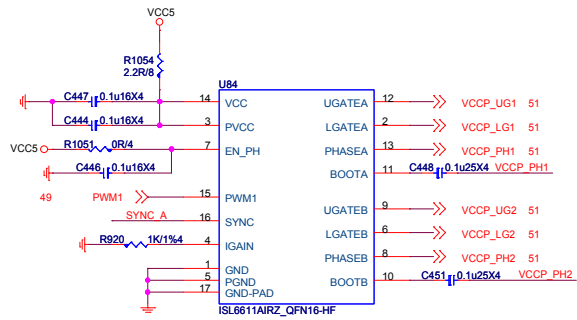 VCC5
R1054
2.2R/8
U84
C447 0.1u16X4 14 VCC UGATEA 12 VCCP_UG1 51
C444 0.1u16X4 3 PVCC LGATEA 2 VCCP_LG1 51
VCC5 R1051 0R/4 7 EN_PH PHASEA 13 VCCP_PH1 51
C446 0.1u16X4 BOOTA 11 C448 0.1u25X4 VCCP_PH1
49 PWM1 15 PWM1 UGATEB 9 VCCP_UG2 51
SYNC_A 16 SYNC LGATEB 6 VCCP_LG2 51
R920 1K/1%4 4 IGAIN PHASEB 8 VCCP_PH2 51
1 GND
5 PGND BOOTB 10 C451 0.1u25X4 VCCP_PH2
17 GND-PAD
ISL6611AIRZ_QFN16-HF